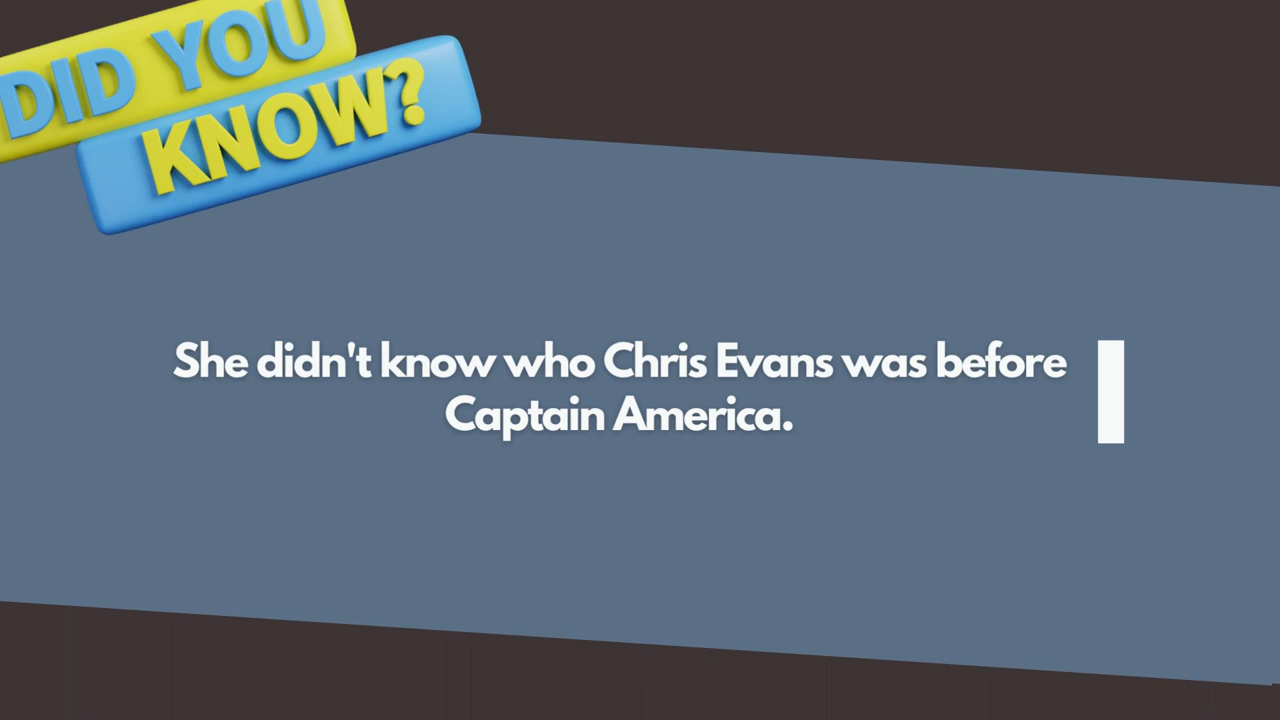 DID YOU
KNOW?
She didn't know who Chris Evans was before
Captain America.